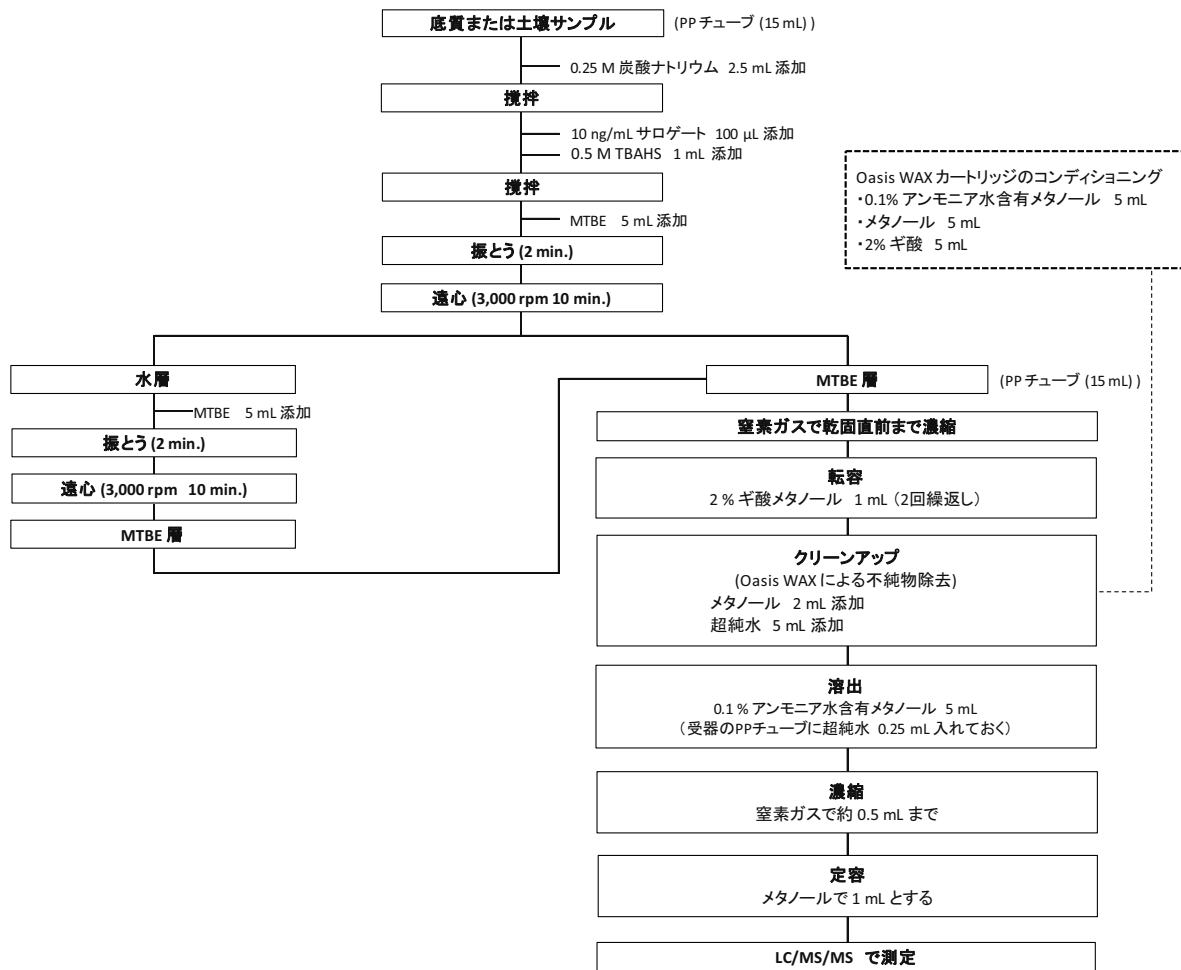 底質または土壌サンプル
(PP チューブ (15 mL) )
0.25 M 炭酸ナトリウム 2.5 mL 添加
攪拌
10 ng/mL サロゲート 100 µL 添加
0.5 M TBAHS 1 mL 添加
攪拌
MTBE 5 mL 添加
振とう (2 min.)
遠心 (3,000 rpm 10 min.)
Oasis WAX カートリッジのコンディショニング
・0.1% アンモニア水含有メタノール 5 mL
・メタノール 5 mL
・2% ギ酸 5 mL
水層
MTBE 5 mL 添加
振とう (2 min.)
遠心 (3,000 rpm 10 min.)
MTBE 層
MTBE 層
(PP チューブ (15 mL) )
窒素ガスで乾固直前まで濃縮
転容
2 % ギ酸メタノール 1 mL (2回繰返し)
クリーンアップ
(Oasis WAX による不純物除去)
メタノール 2 mL 添加
超純水 5 mL 添加
溶出
0.1 % アンモニア水含有メタノール 5 mL
(受器のPPチューブに超純水 0.25 mL 入れておく)
濃縮
窒素ガスで約 0.5 mL まで
定容
メタノールで 1 mL とする
LC/MS/MS で測定